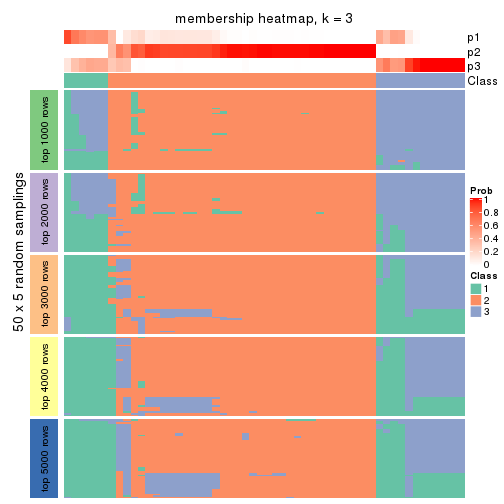 membership heatmap, k = 3
p1
p2
p3
Class
50 x 5 random samplings
top 1000 rows
top 2000 rows
top 3000 rows
top 4000 rows
top 5000 rows
Prob
1
0.8
0.6
0.4
0.2
0
Class
1
2
3